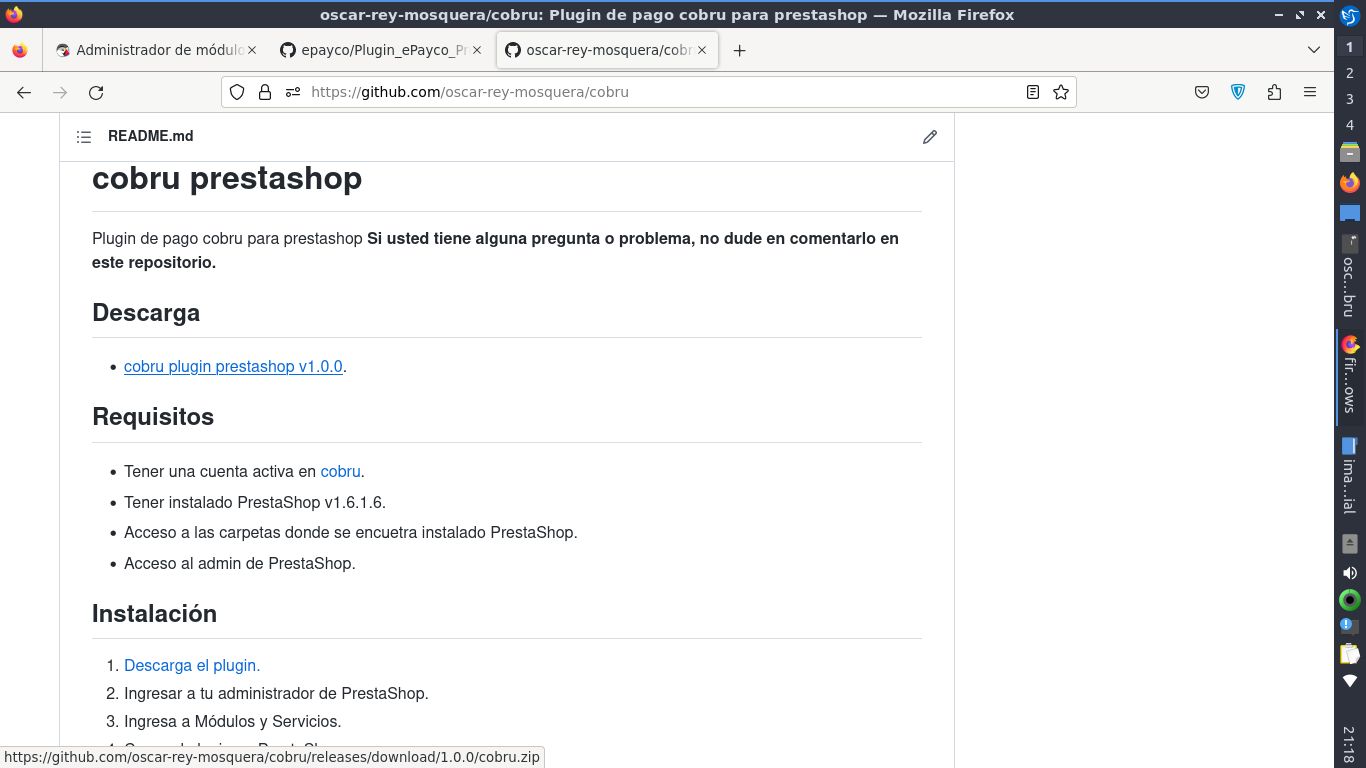 oscar-rey-mosquera/cobru: Plugin de pago cobru para prestashop — Mozilla Firefox
Administrador de módulo
epayco/Plugin_ePayco_Pr
oscar-rey-mosquera/cobr
https://github.com/oscar-rey-mosquera/cobru
README.md
cobru prestashop
Plugin de pago cobru para prestashop Si usted tiene alguna pregunta o problema, no dude en comentarlo en
este repositorio.
Descarga
• cobru plugin prestashop v1.0.0.
Requisitos
• Tener una cuenta activa en cobru.
• Tener instalado PrestaShop v1.6.1.6.
• Acceso a las carpetas donde se encuetra instalado PrestaShop.
• Acceso al admin de PrestaShop.
Instalación
1. Descarga el plugin.
2. Ingresar a tu administrador de PrestaShop.
3. Ingresa a Módulos y Servicios.
https://github.com/oscar-rey-mosquera/cobru/releases/download/1.0.0/cobru.zip
1
2
3
4
osc...bru
fir...ows
ima...ial
21:18